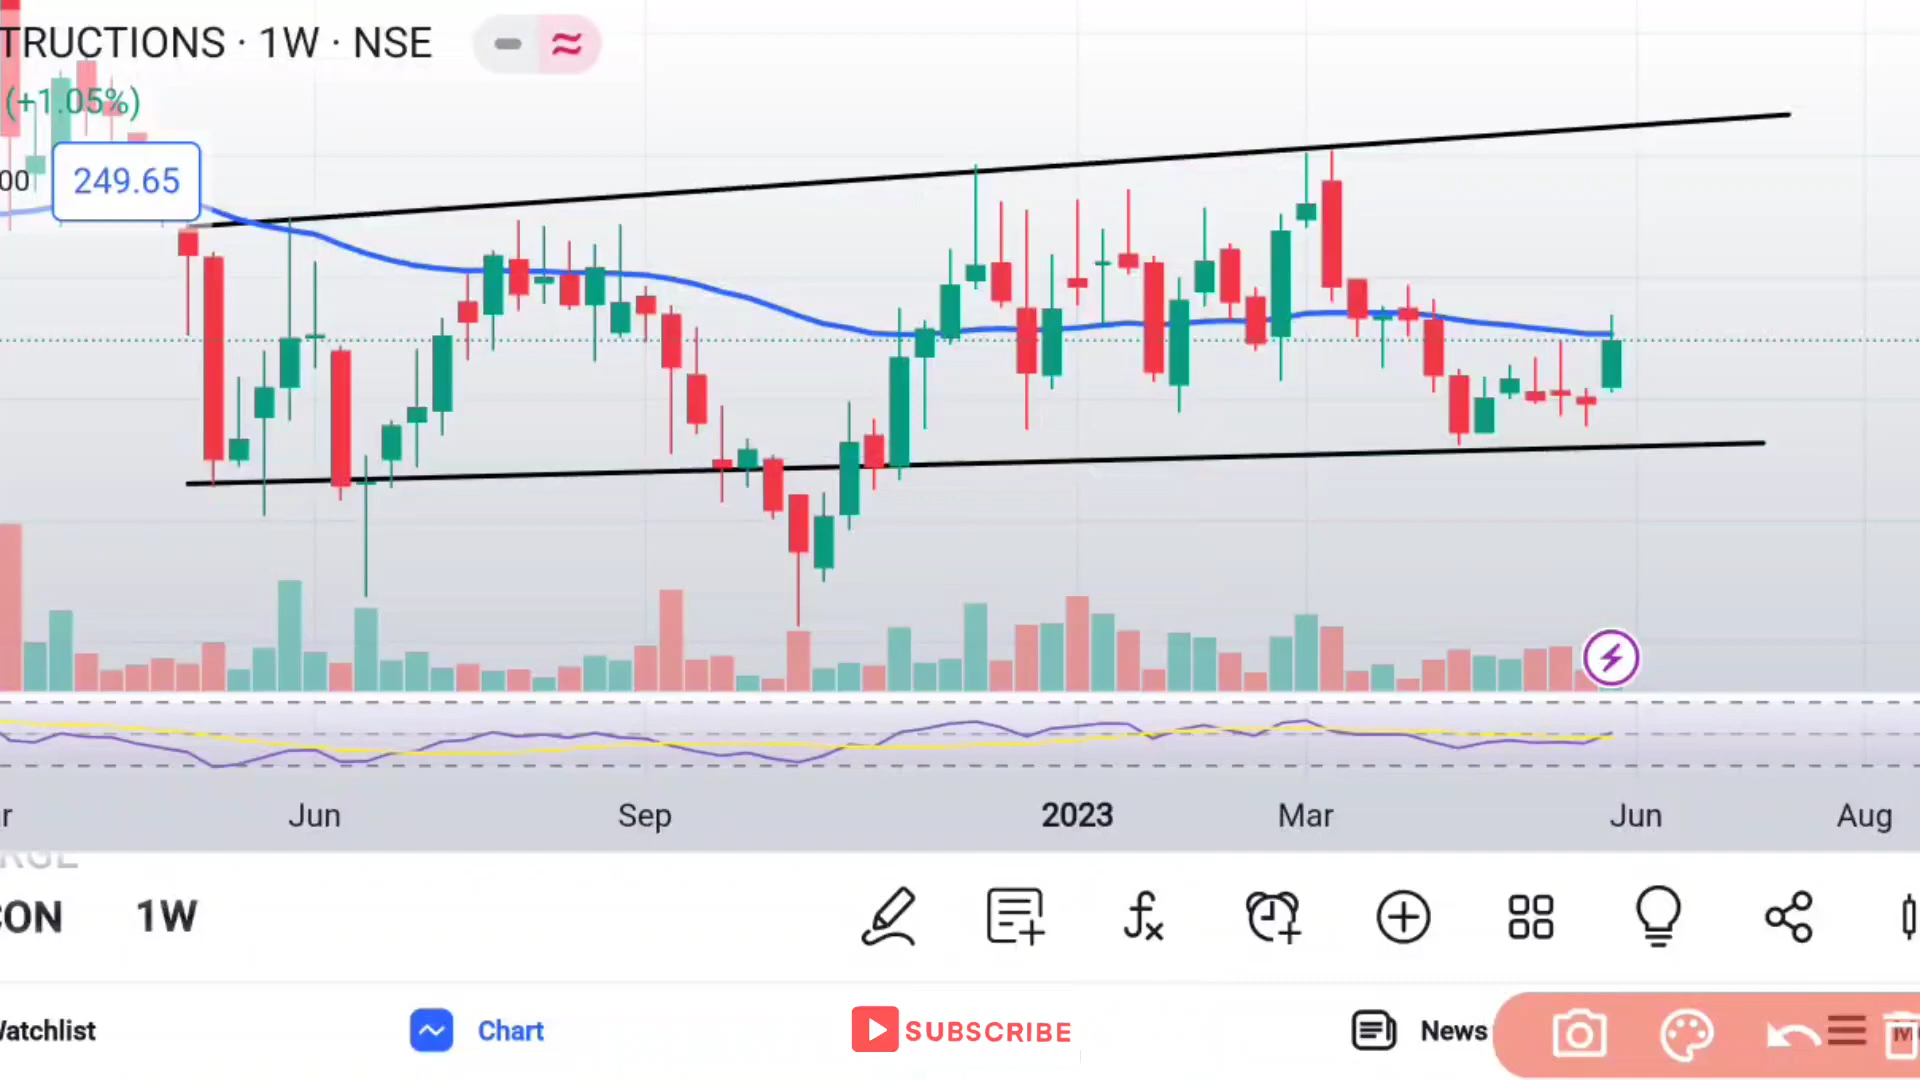 TRUCTIONS · 1W · NSE
(+1.05%)
00
249.65
Jun
Sep
2023
Mar
Jun
Aug
CON
1W
Watchlist
Chart
SUBSCRIBE
News